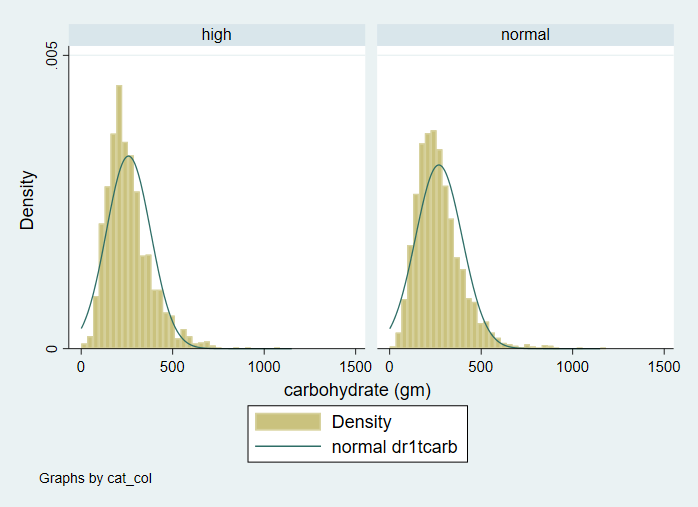 high normal
.005
Density
0
0 500 1000 1500 0 500 1000 1500
carbohydrate (gm)
Density
normal dr1tcarb
Graphs by cat_col